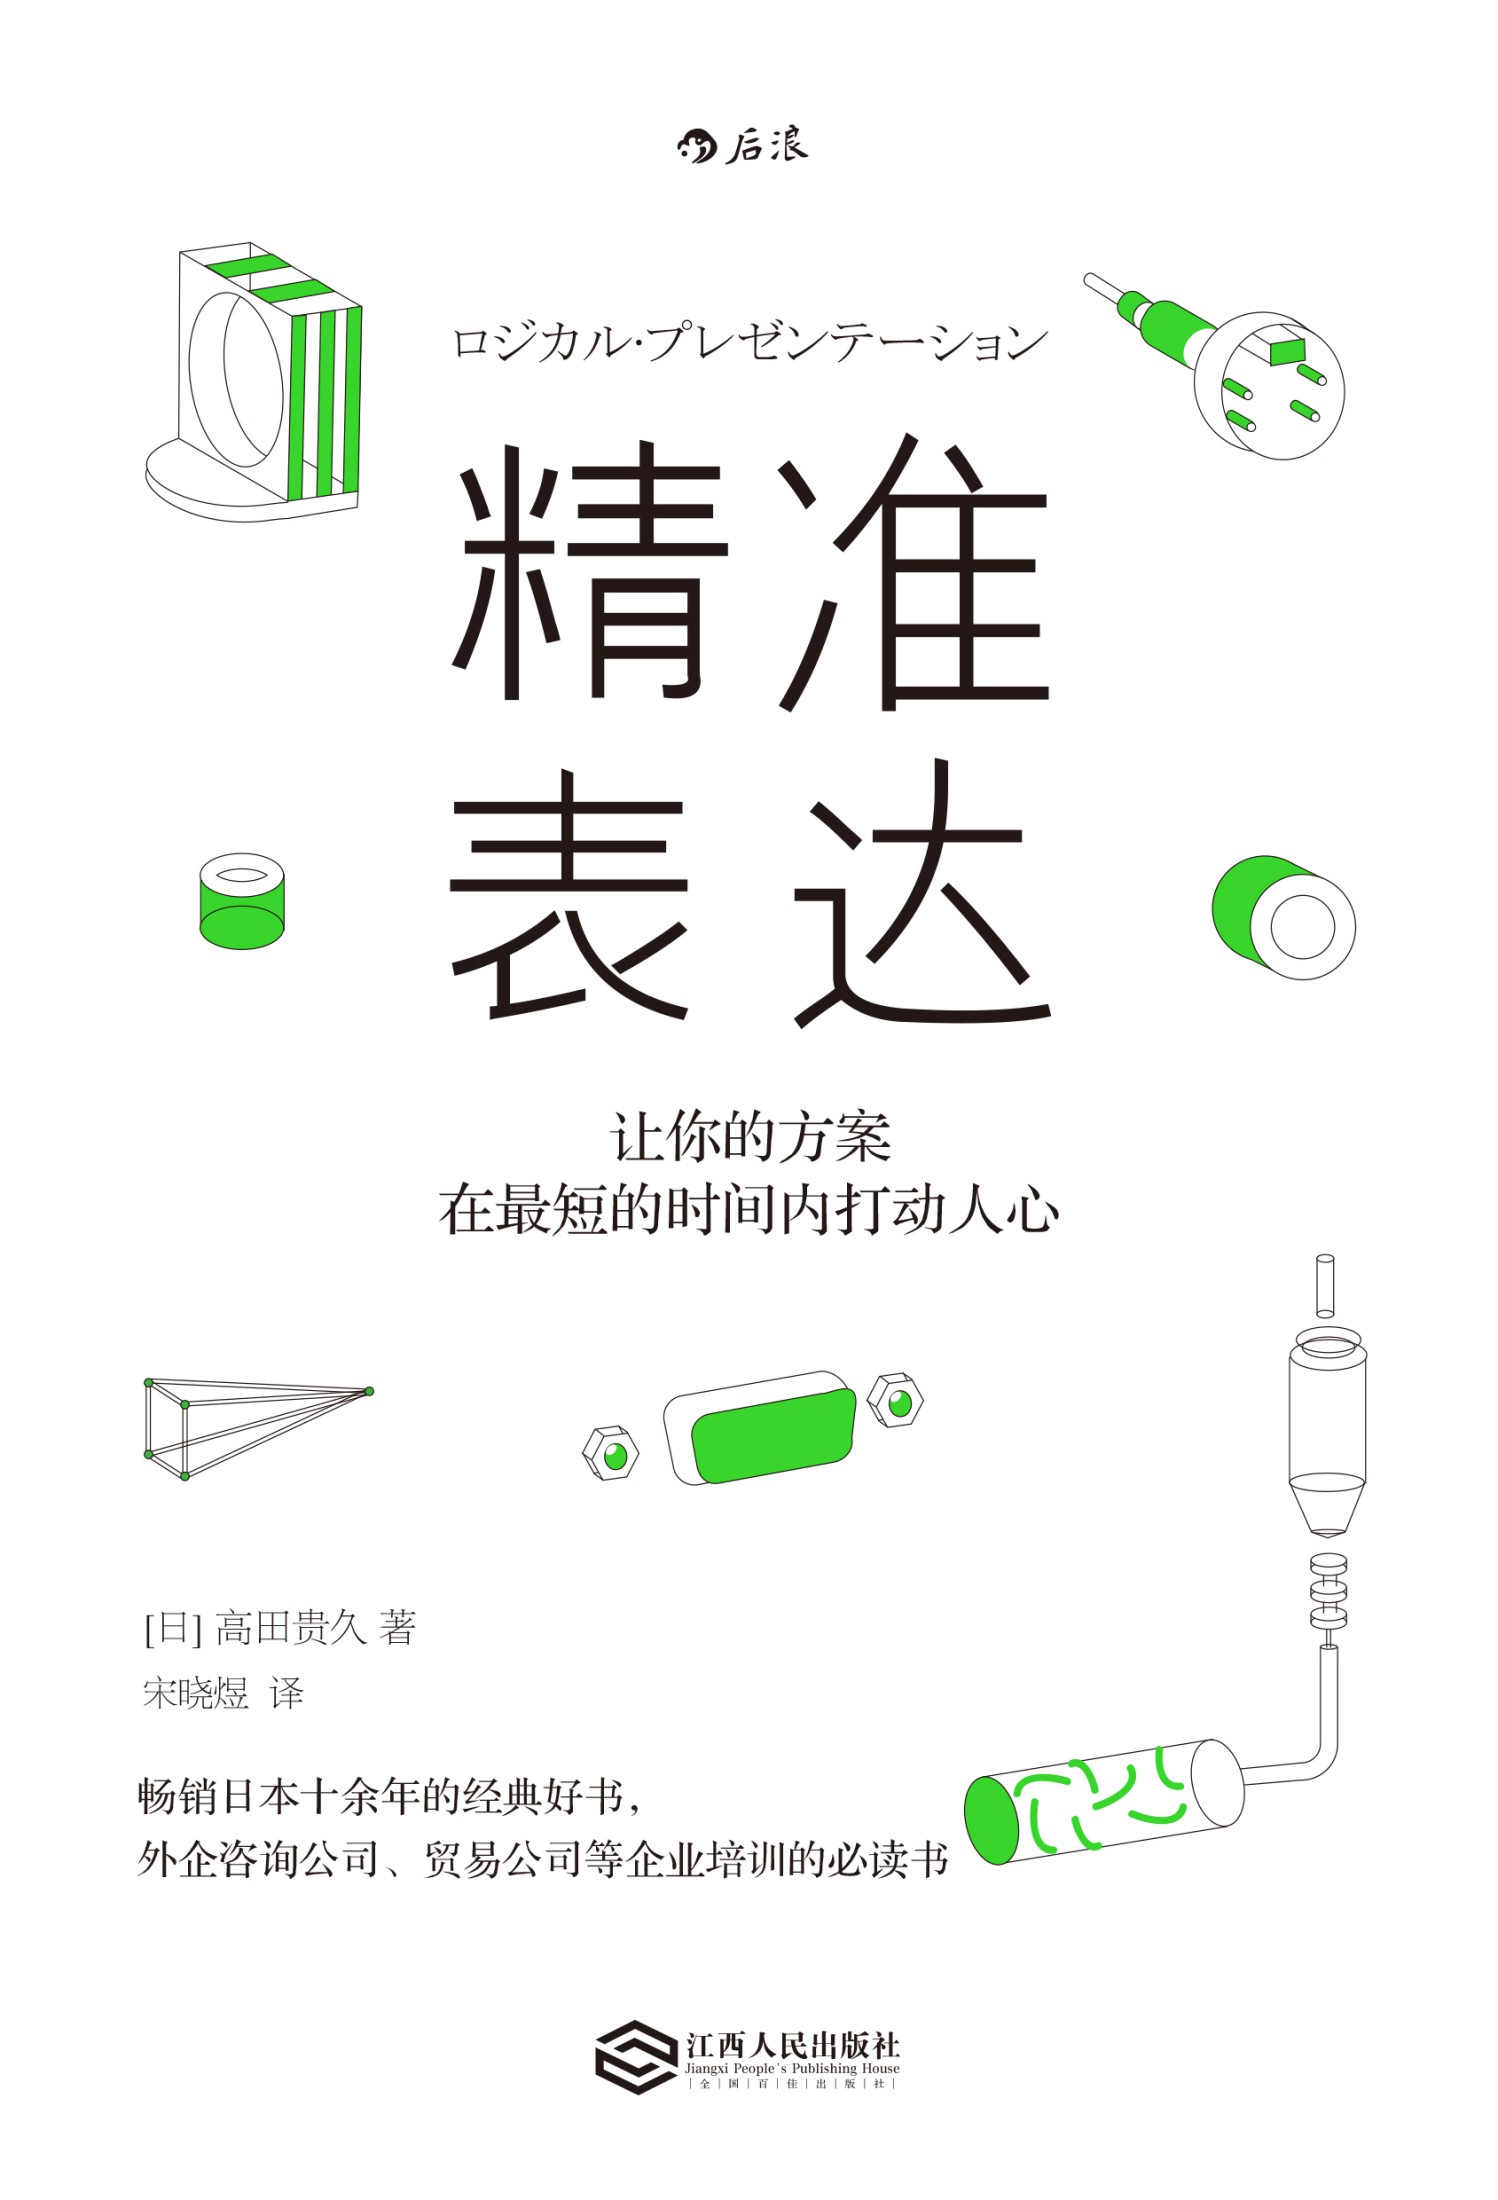 后浪
ロジカル·プレゼンテーション
精准
表达
让你的方案
在最短的时间内打动人心
[日] 高田贵久 著
宋晓煜 译
畅销日本十余年的经典好书,
外企咨询公司、贸易公司等企业培训的必读书
江西人民出版社
Jiangxi People's Publishing House
|全|国|百|佳|出|版|社|